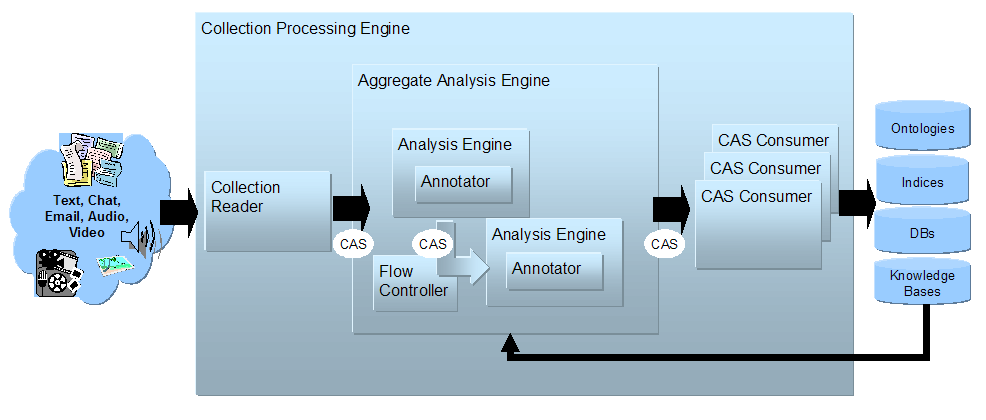 Collection Processing Engine
Aggregate Analysis Engine
Text, Chat,
Email, Audio,
Video
Collection
Reader
CAS
Analysis Engine
Annotator
CAS
Flow
Controller
Analysis Engine
Annotator
CAS
CAS Consumer
CAS Consumer
CAS Consumer
Ontologies
Indices
DBs
Knowledge
Bases